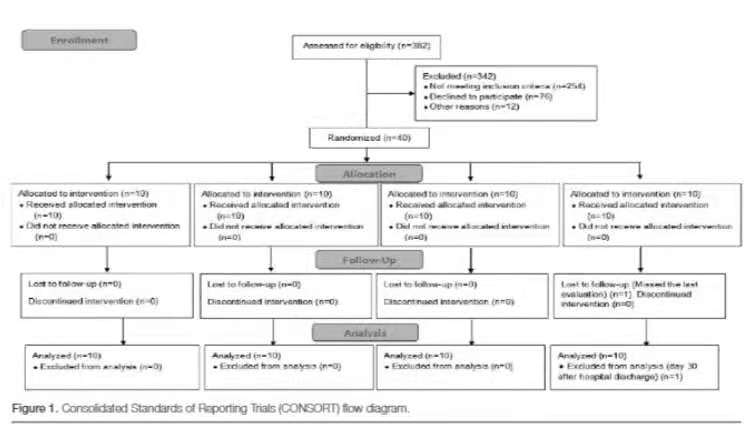 Enrollment
Assessed for eligibility (n=382)
Excluded (n=342)
• Not meeting inclusion criteria (n=254)
• Declined to participate (n=76)
• Other reasons (n=12)
Randomized (n=40)
Allocation
Allocated to intervention (n=10)
• Received allocated intervention
(n=10)
• Did not receive allocated intervention
(n=0)
Allocated to intervention (n=10)
• Received allocated intervention
(n=10)
• Did not receive allocated intervention
(n=0)
Allocated to intervention (n=10)
• Received allocated intervention
(n=10)
• Did not receive allocated intervention
(n=0)
Allocated to intervention (n=10)
• Received allocated intervention
(n=10)
• Did not receive allocated intervention
(n=0)
Follow-Up
Lost to follow-up (n=0)
Discontinued intervention (n=0)
Lost to follow-up (n=0)
Discontinued intervention (n=0)
Lost to follow-up (n=0)
Discontinued intervention (n=0)
Lost to follow-up (Missed the last
evaluation) (n=1). Discontinued
intervention (n=0)
Analysis
Analyzed (n=10)
• Excluded from analysis (n=0)
Analyzed (n=10)
• Excluded from analysis (n=0)
Analyzed (n=10)
• Excluded from analysis (n=0)
Analyzed (n=10)
• Excluded from analysis (day 30
after hospital discharge) (n=1)
Figure 1. Consolidated Standards of Reporting Trials (CONSORT) flow diagram.